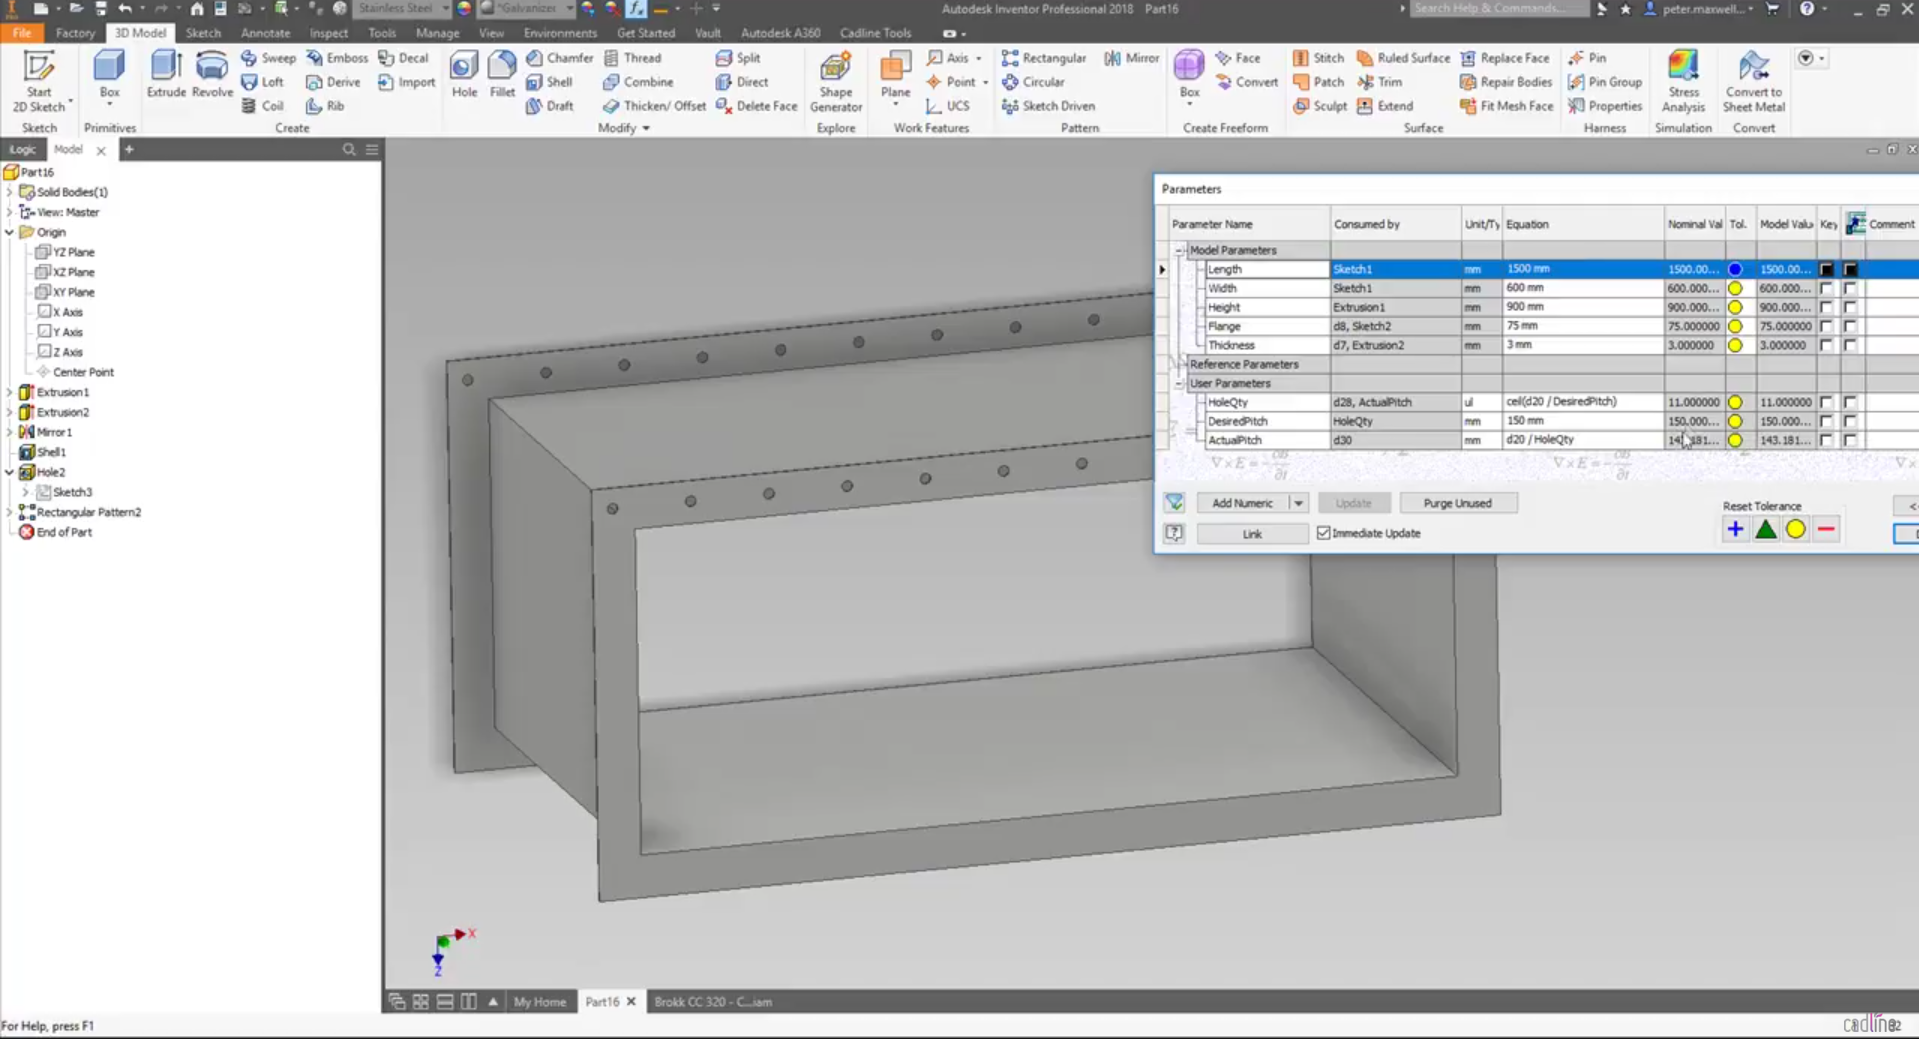 Stainless Steel
*Galvanizec
Autodesk Inventor Professional 2018 Part16
Search Help & Commands...
peter.maxwell...
File Factory 3D Model Sketch Annotate Inspect Tools Manage View Environments Get Started Vault Autodesk A360 Cadline Tools
Start
2D Sketch
Box
Extrude
Revolve
Sweep
Loft
Coil
Emboss
Derive
Rib
Decal
Import
Hole
Fillet
Chamfer
Shell
Draft
Thread
Combine
Thicken/ Offset
Split
Direct
Delete Face
Shape
Generator
Plane
Axis
Point
UCS
Rectangular
Circular
Sketch Driven
Mirror
Box
Face
Convert
Stitch
Patch
Sculpt
Ruled Surface
Trim
Extend
Replace Face
Repair Bodies
Fit Mesh Face
Pin
Pin Group
Properties
Stress
Analysis
Convert to
Sheet Metal
Sketch Primitives Create Modify Explore Work Features Pattern Create Freeform Surface Harness Simulation Convert
iLogic Model
Part16
Solid Bodies(1)
View: Master
Origin
YZ Plane
XZ Plane
XY Plane
X Axis
Y Axis
Z Axis
Center Point
Extrusion1
Extrusion2
Mirror1
Shell1
Hole2
Sketch3
Rectangular Pattern2
End of Part
Parameters
Parameter Name Consumed by Unit/Ty Equation Nominal Val Tol. Model Valu Key Comment
Model Parameters
Length Sketch1 mm 1500 mm 1500.00... 1500.00...
Width Sketch1 mm 600 mm 600.000... 600.000...
Height Extrusion1 mm 900 mm 900.000... 900.000...
Flange d8, Sketch2 mm 75 mm 75.000000 75.000000
Thickness d7, Extrusion2 mm 3 mm 3.000000 3.000000
Reference Parameters
User Parameters
HoleQty d28, ActualPitch ul ceil(d20 / DesiredPitch) 11.000000 11.000000
DesiredPitch HoleQty mm 150 mm 150.000... 150.000...
ActualPitch d30 mm d20 / HoleQty 143.181...
Add Numeric Update Purge Unused
Link Immediate Update
Reset Tolerance
<
X
Z
My Home Part16 Brokk CC 320 - C...iam
For Help, press F1
cadline